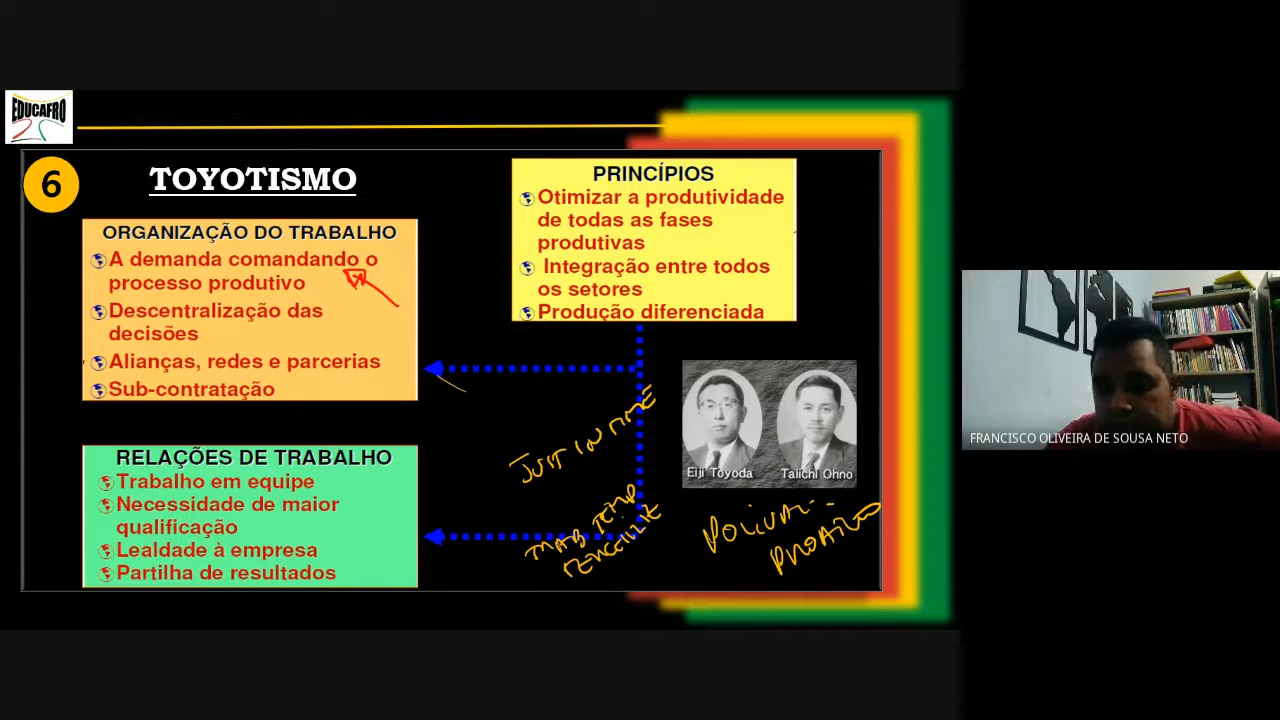 EDUCAFRO
6
TOYOTISMO
ORGANIZAÇÃO DO TRABALHO
A demanda comandando o
processo produtivo
Descentralização das
decisões
Alianças, redes e parcerias
Sub-contratação
PRINCÍPIOS
Otimizar a produtividade
de todas as fases
produtivas
Integração entre todos
os setores
Produção diferenciada
Eiji Toyoda
Taiichi Ohno
JUST IN TIME
RELAÇÕES DE TRABALHO
Trabalho em equipe
Necessidade de maior
qualificação
Lealdade à empresa
Partilha de resultados
FRANCISCO OLIVEIRA DE SOUSA NETO